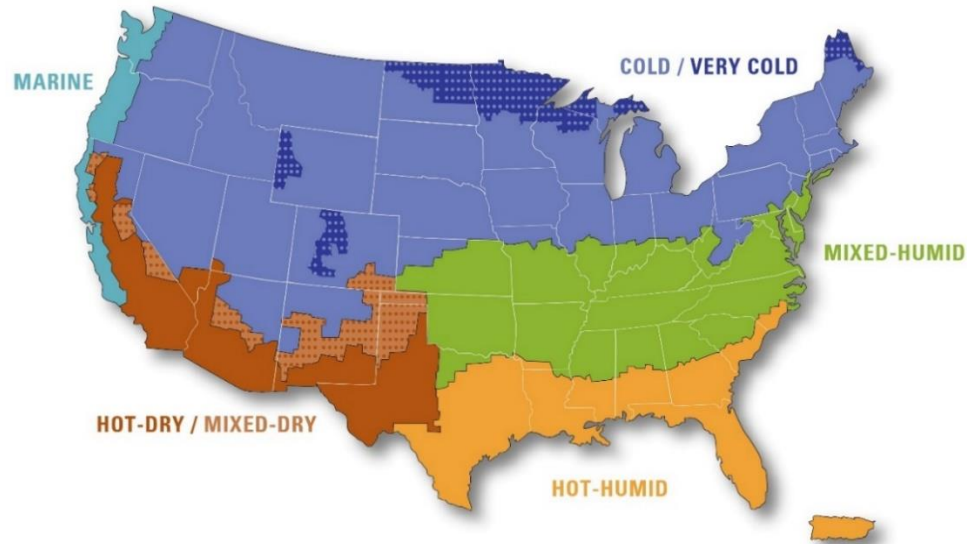 COLD / VERY COLD
MARINE
MIXED-HUMID
HOT-DRY / MIXED-DRY
HOT-HUMID